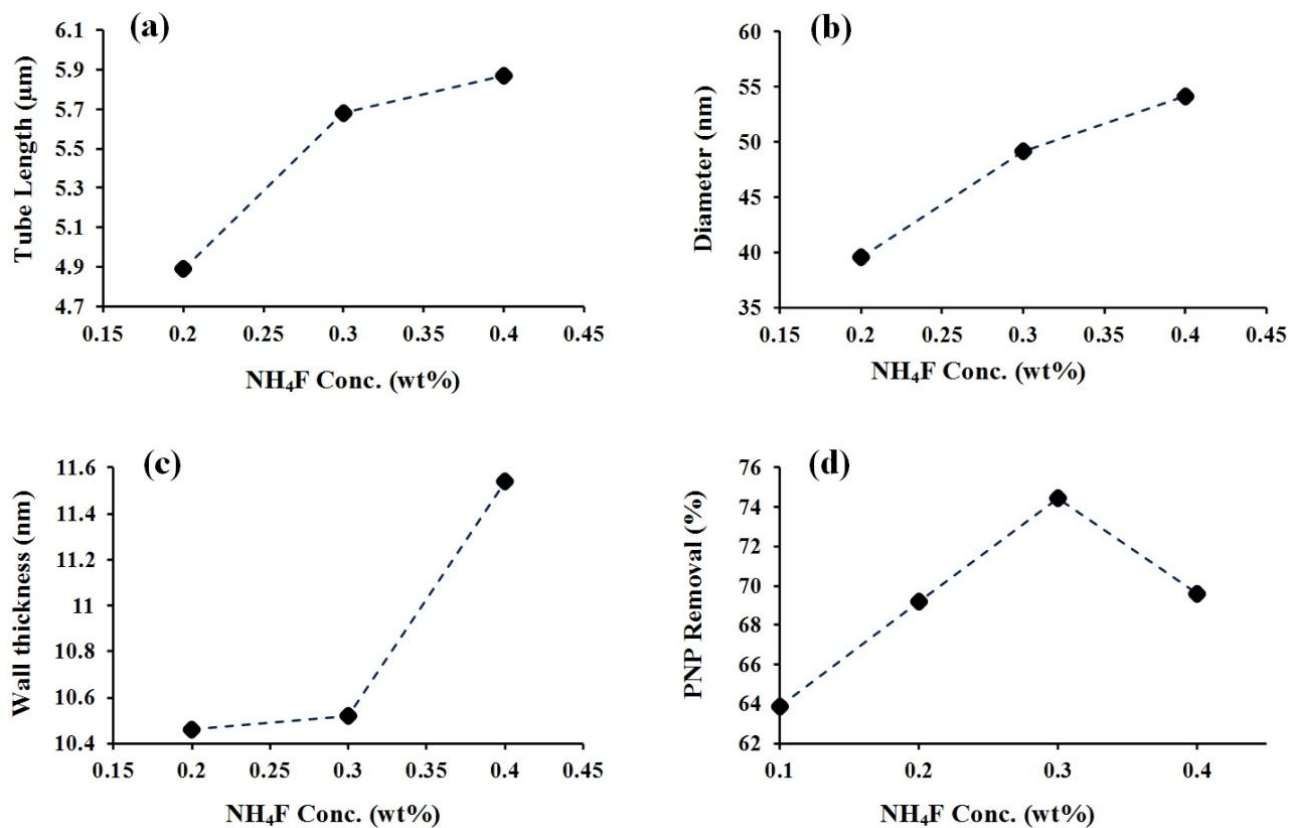 (a)
Tube Length (µm)
6.1
5.9
5.7
5.5
5.3
5.1
4.9
4.7
0.15 0.2 0.25 0.3 0.35 0.4 0.45
NH₄F Conc. (wt%)
(b)
Diameter (nm)
60
55
50
45
40
35
0.15 0.2 0.25 0.3 0.35 0.4 0.45
NH₄F Conc. (wt%)
(c)
Wall thickness (nm)
11.6
11.4
11.2
11
10.8
10.6
10.4
0.15 0.2 0.25 0.3 0.35 0.4 0.45
NH₄F Conc. (wt%)
(d)
PNP Removal (%)
76
74
72
70
68
66
64
62
0.1 0.2 0.3 0.4
NH₄F Conc. (wt%)